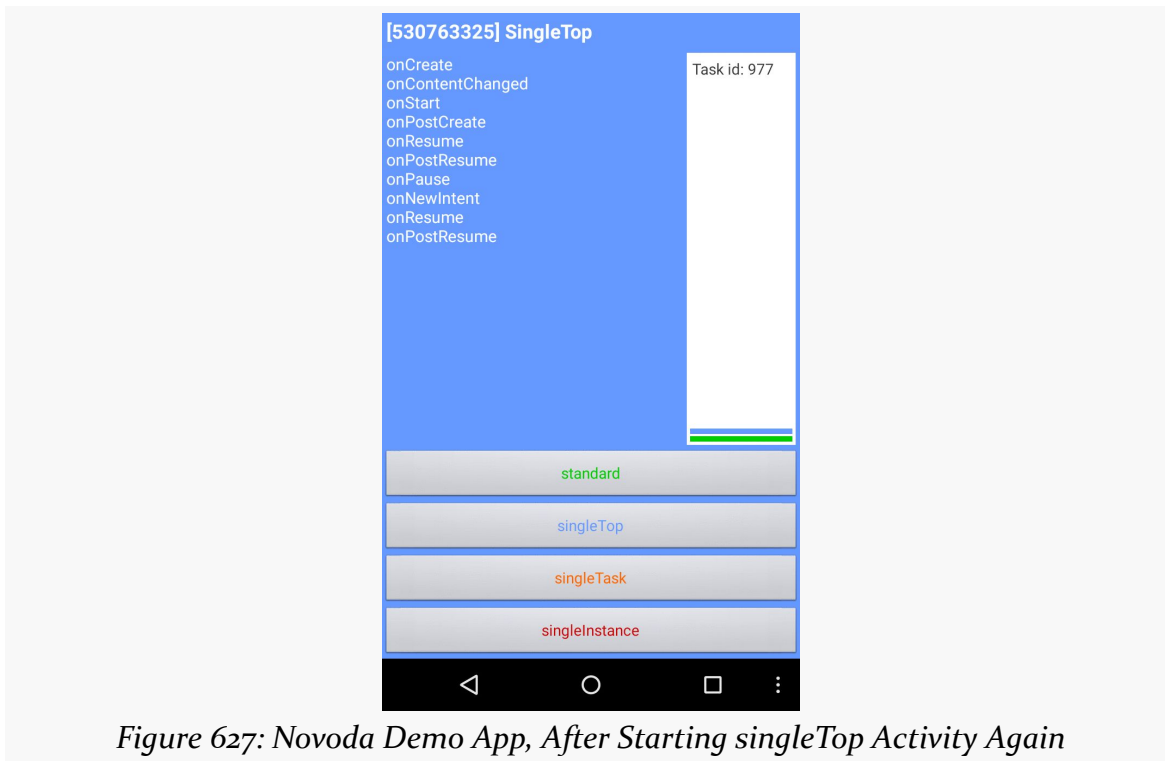 [530763325] SingleTop
onCreate
onContentChanged
onStart
onPostCreate
onResume
onPostResume
onPause
onNewIntent
onResume
onPostResume
Task id: 977
standard
singleTop
singleTask
singleInstance
Figure 627: Novoda Demo App, After Starting singleTop Activity Again